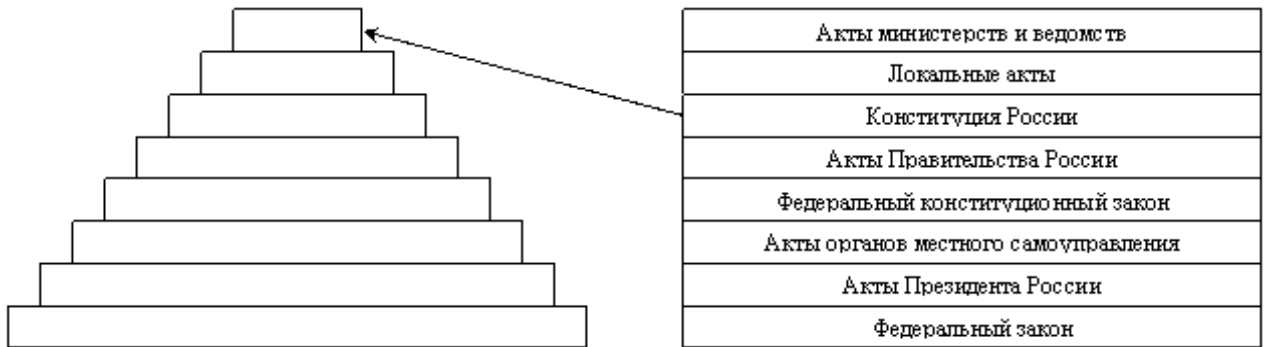 Акты министерств и ведомств
Локальные акты
Конституция России
Акты Правительства России
Федеральный конституционный закон
Акты органов местного самоуправления
Акты Президента России
Федеральный закон